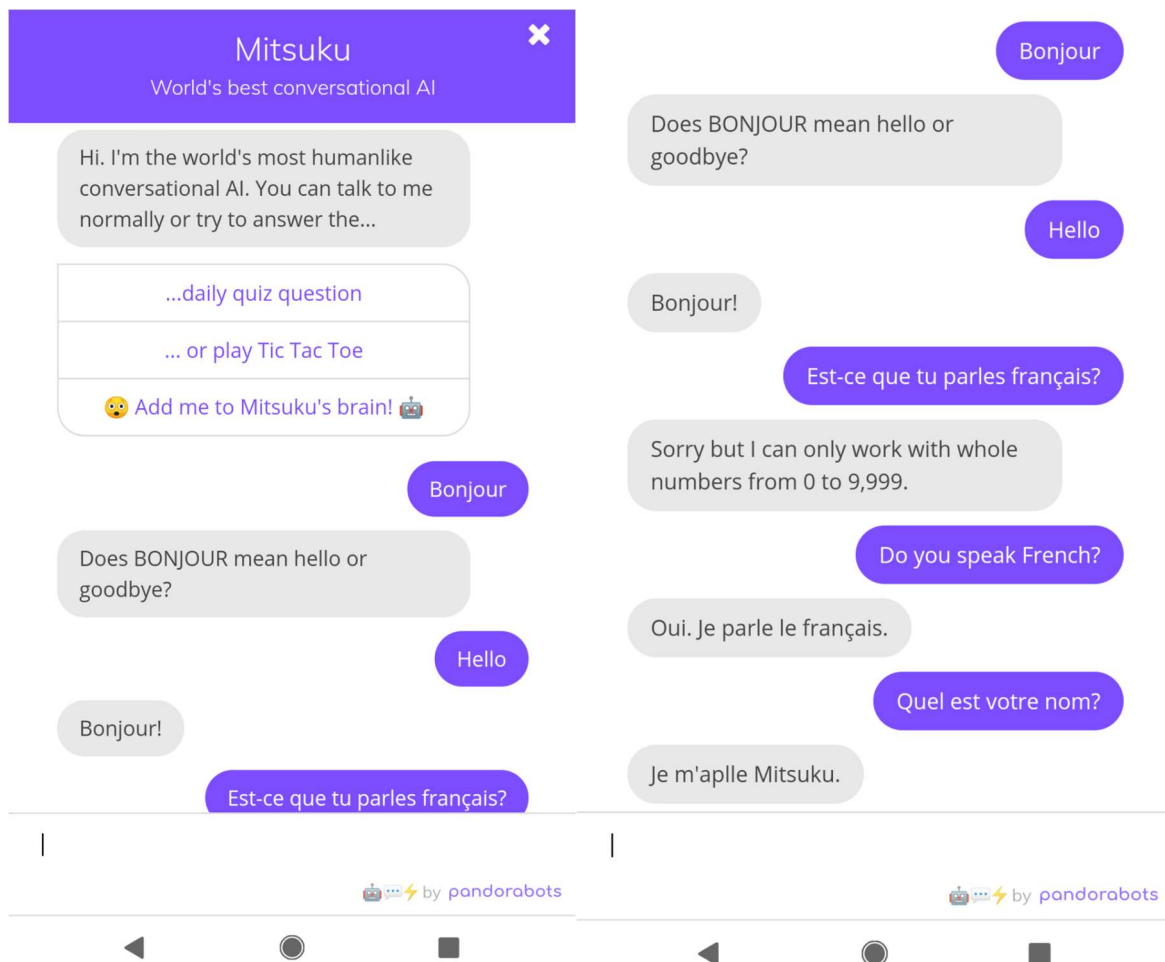 Mitsuku
World's best conversational AI
Hi. I'm the world's most humanlike
conversational AI. You can talk to me
normally or try to answer the...
...daily quiz question
... or play Tic Tac Toe
😯 Add me to Mitsuku's brain! 🤖
Bonjour
Does BONJOUR mean hello or
goodbye?
Hello
Bonjour!
Est-ce que tu parles français?
🤖💬⚡ by pandorabots
Bonjour
Does BONJOUR mean hello or
goodbye?
Hello
Bonjour!
Est-ce que tu parles français?
Sorry but I can only work with whole
numbers from 0 to 9,999.
Do you speak French?
Oui. Je parle le français.
Quel est votre nom?
Je m'aplle Mitsuku.
🤖💬⚡ by pandorabots